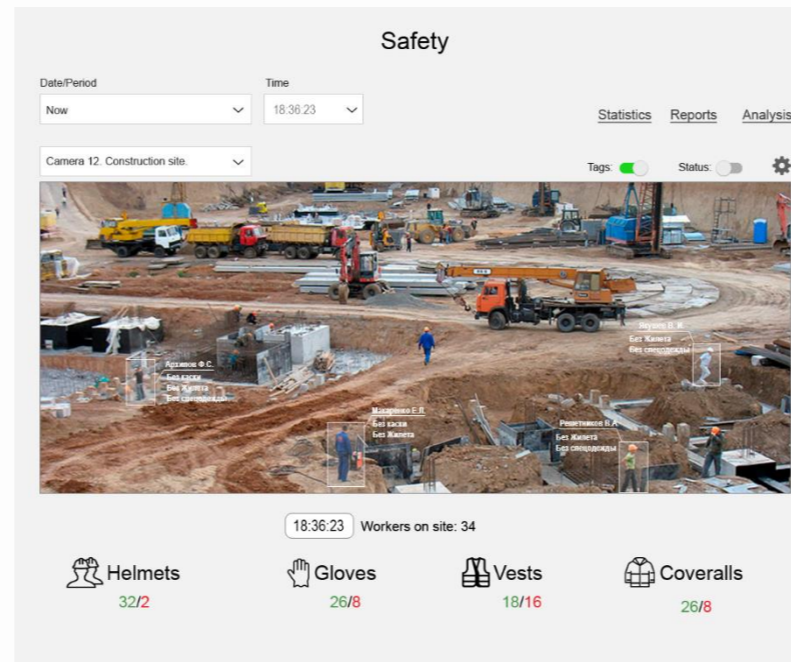 Safety
Date/Period
Time
Now
18:36:23
Statistics
Reports
Analysis
Camera 12. Construction site.
Tags:
Status:
Якушев В. И.
Без Жилета
Без спецодежды
Архипов Ф.С.
Без каски
Без Жилета
Без спецодежды
Макаренко Е.Я.
Без каски
Без Жилета
Решетников В.А
Без Жилета
Без спецодежды
18:36:23
Workers on site: 34
Helmets
32/2
Gloves
26/8
Vests
18/16
Coveralls
26/8